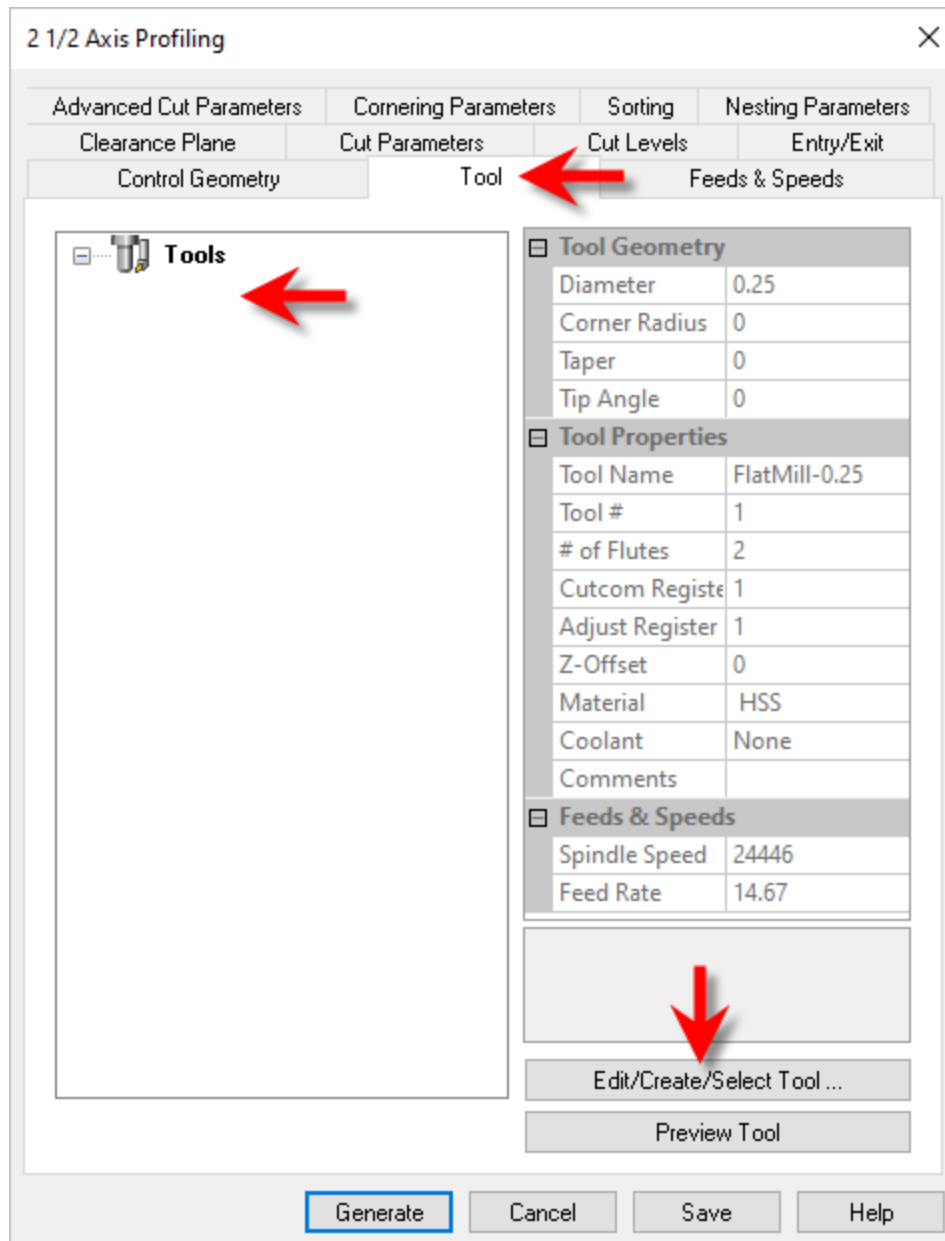 2 1/2 Axis Profiling
Advanced Cut Parameters Cornering Parameters Sorting Nesting Parameters
Clearance Plane Cut Parameters Cut Levels Entry/Exit
Control Geometry Tool Feeds & Speeds
Tools
Tool Geometry
Diameter 0.25
Corner Radius 0
Taper 0
Tip Angle 0
Tool Properties
Tool Name FlatMill-0.25
Tool # 1
# of Flutes 2
Cutcom Registe 1
Adjust Register 1
Z-Offset 0
Material HSS
Coolant None
Comments
Feeds & Speeds
Spindle Speed 24446
Feed Rate 14.67
Edit/Create/Select Tool ...
Preview Tool
Generate Cancel Save Help